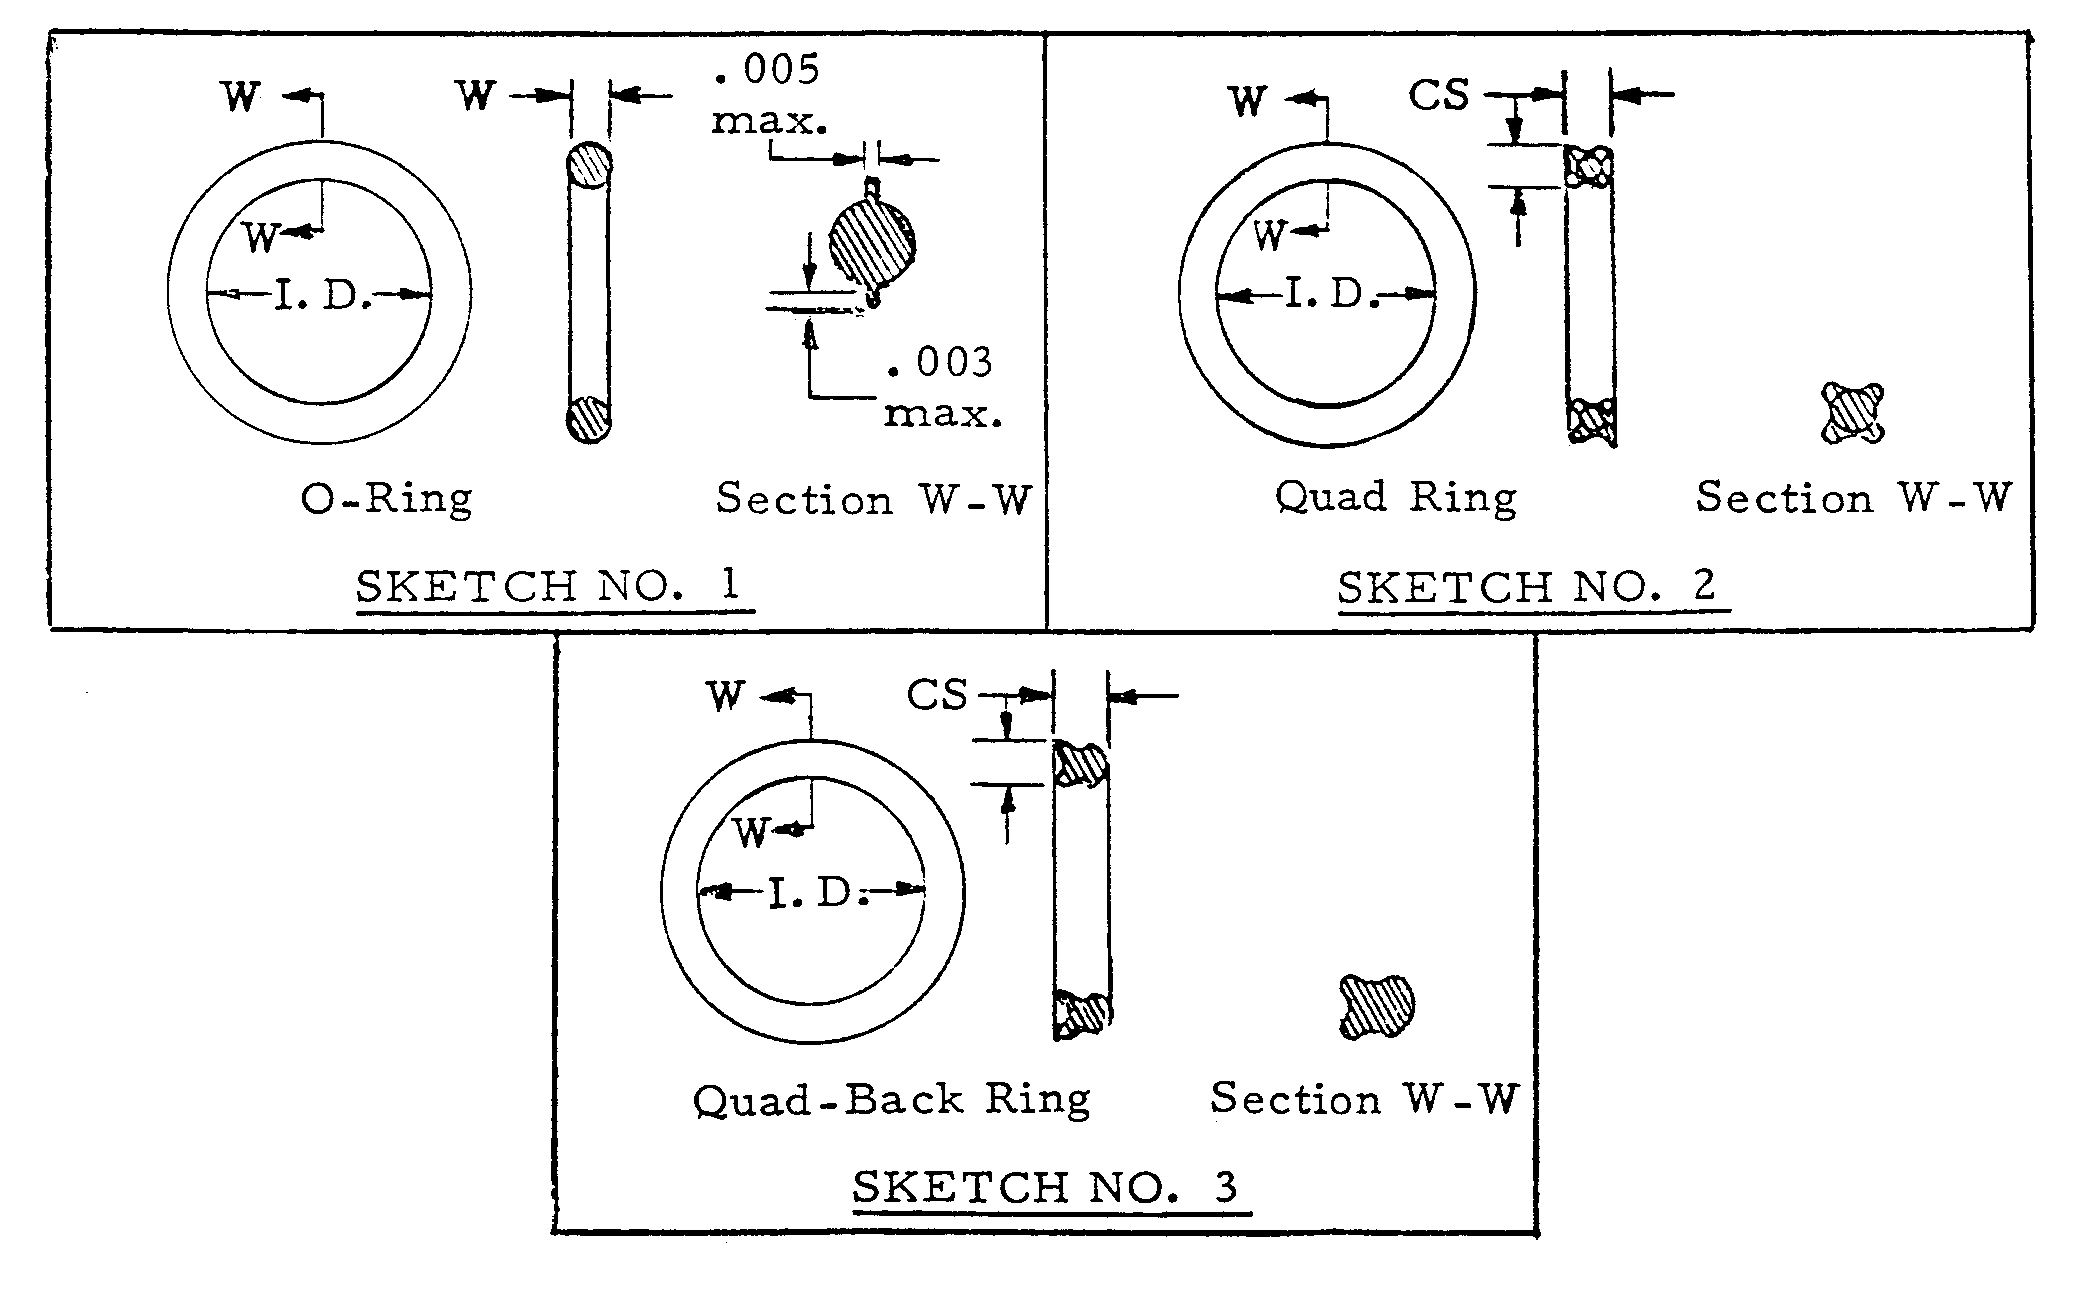 W
W
.005
max.
W
I. D.
.003
max.
O-Ring
Section W-W
SKETCH NO. 1
W
CS
W
I. D.
Quad Ring
Section W-W
SKETCH NO. 2
W
CS
W
I. D.
Quad-Back Ring
Section W-W
SKETCH NO. 3